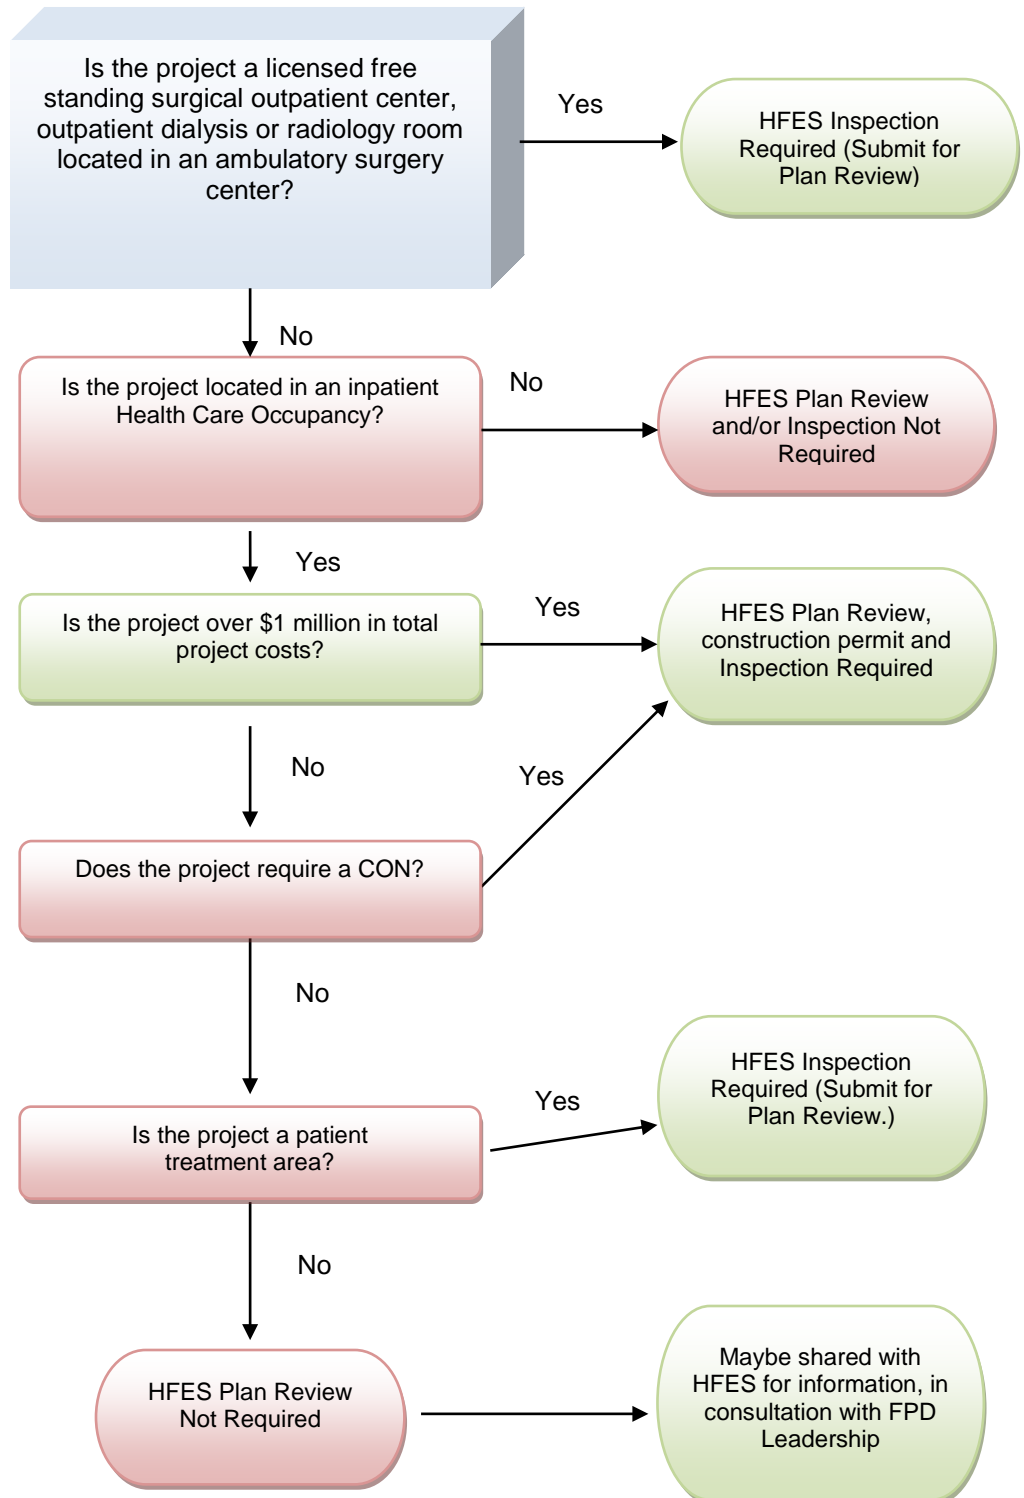 Is the project a licensed free
standing surgical outpatient center,
outpatient dialysis or radiology room
located in an ambulatory surgery
center?
Yes
HFES Inspection
Required (Submit for
Plan Review)
No
Is the project located in an inpatient
Health Care Occupancy?
No
HFES Plan Review
and/or Inspection Not
Required
Yes
Is the project over $1 million in total
project costs?
Yes
HFES Plan Review,
construction permit and
Inspection Required
No
Yes
Does the project require a CON?
No
Is the project a patient
treatment area?
Yes
HFES Inspection
Required (Submit for
Plan Review.)
No
HFES Plan Review
Not Required
Maybe shared with
HFES for information, in
consultation with FPD
Leadership